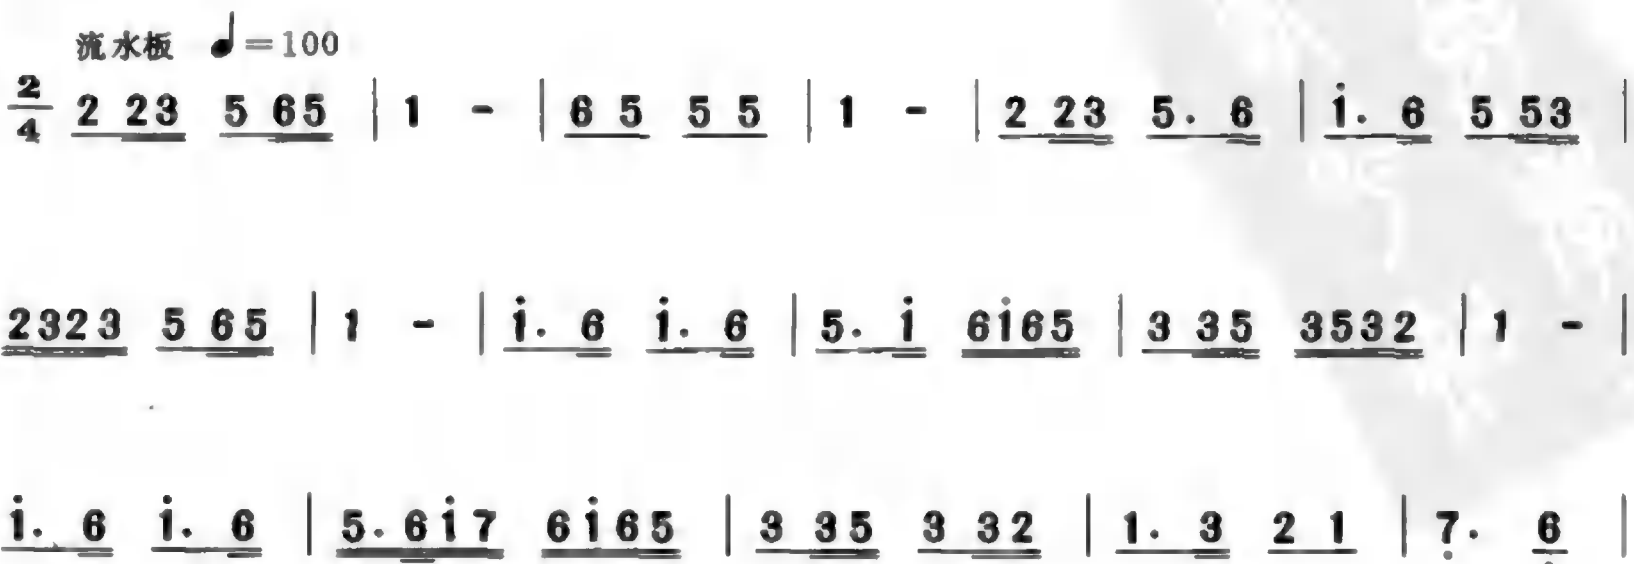 流水板 ♩=100
2/4 2 23 5 65 | 1 - | 6 5 5 5 | 1 - | 2 23 5. 6 | i. 6 5 53 |
2323 5 65 | 1 - | i. 6 i. 6 | 5. i 6i65 | 3 35 3532 | 1 - |
i. 6 i. 6 | 5.6i7 6i65 | 3 35 3 32 | 1. 3 2 1 | 7̣. 6̣ |